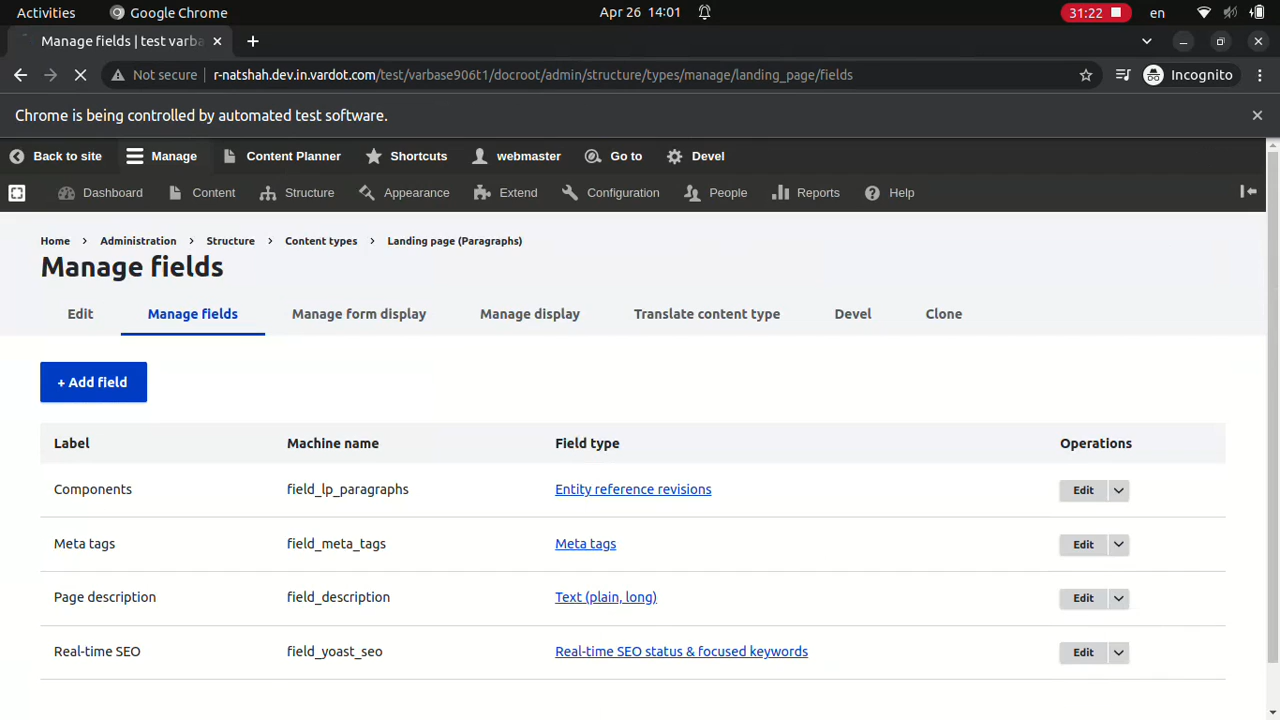 Activities Google Chrome Apr 26 14:01 31:22 en
Manage fields | test varba
Not secure r-natshah.dev.in.vardot.com/test/varbase906t1/docroot/admin/structure/types/manage/landing_page/fields Incognito
Chrome is being controlled by automated test software.
Back to site Manage Content Planner Shortcuts webmaster Go to Devel
Dashboard Content Structure Appearance Extend Configuration People Reports Help
Home Administration Structure Content types Landing page (Paragraphs)
Manage fields
Edit Manage fields Manage form display Manage display Translate content type Devel Clone
+ Add field
Label Machine name Field type Operations
Components field_lp_paragraphs Entity reference revisions Edit
Meta tags field_meta_tags Meta tags Edit
Page description field_description Text (plain, long) Edit
Real-time SEO field_yoast_seo Real-time SEO status & focused keywords Edit